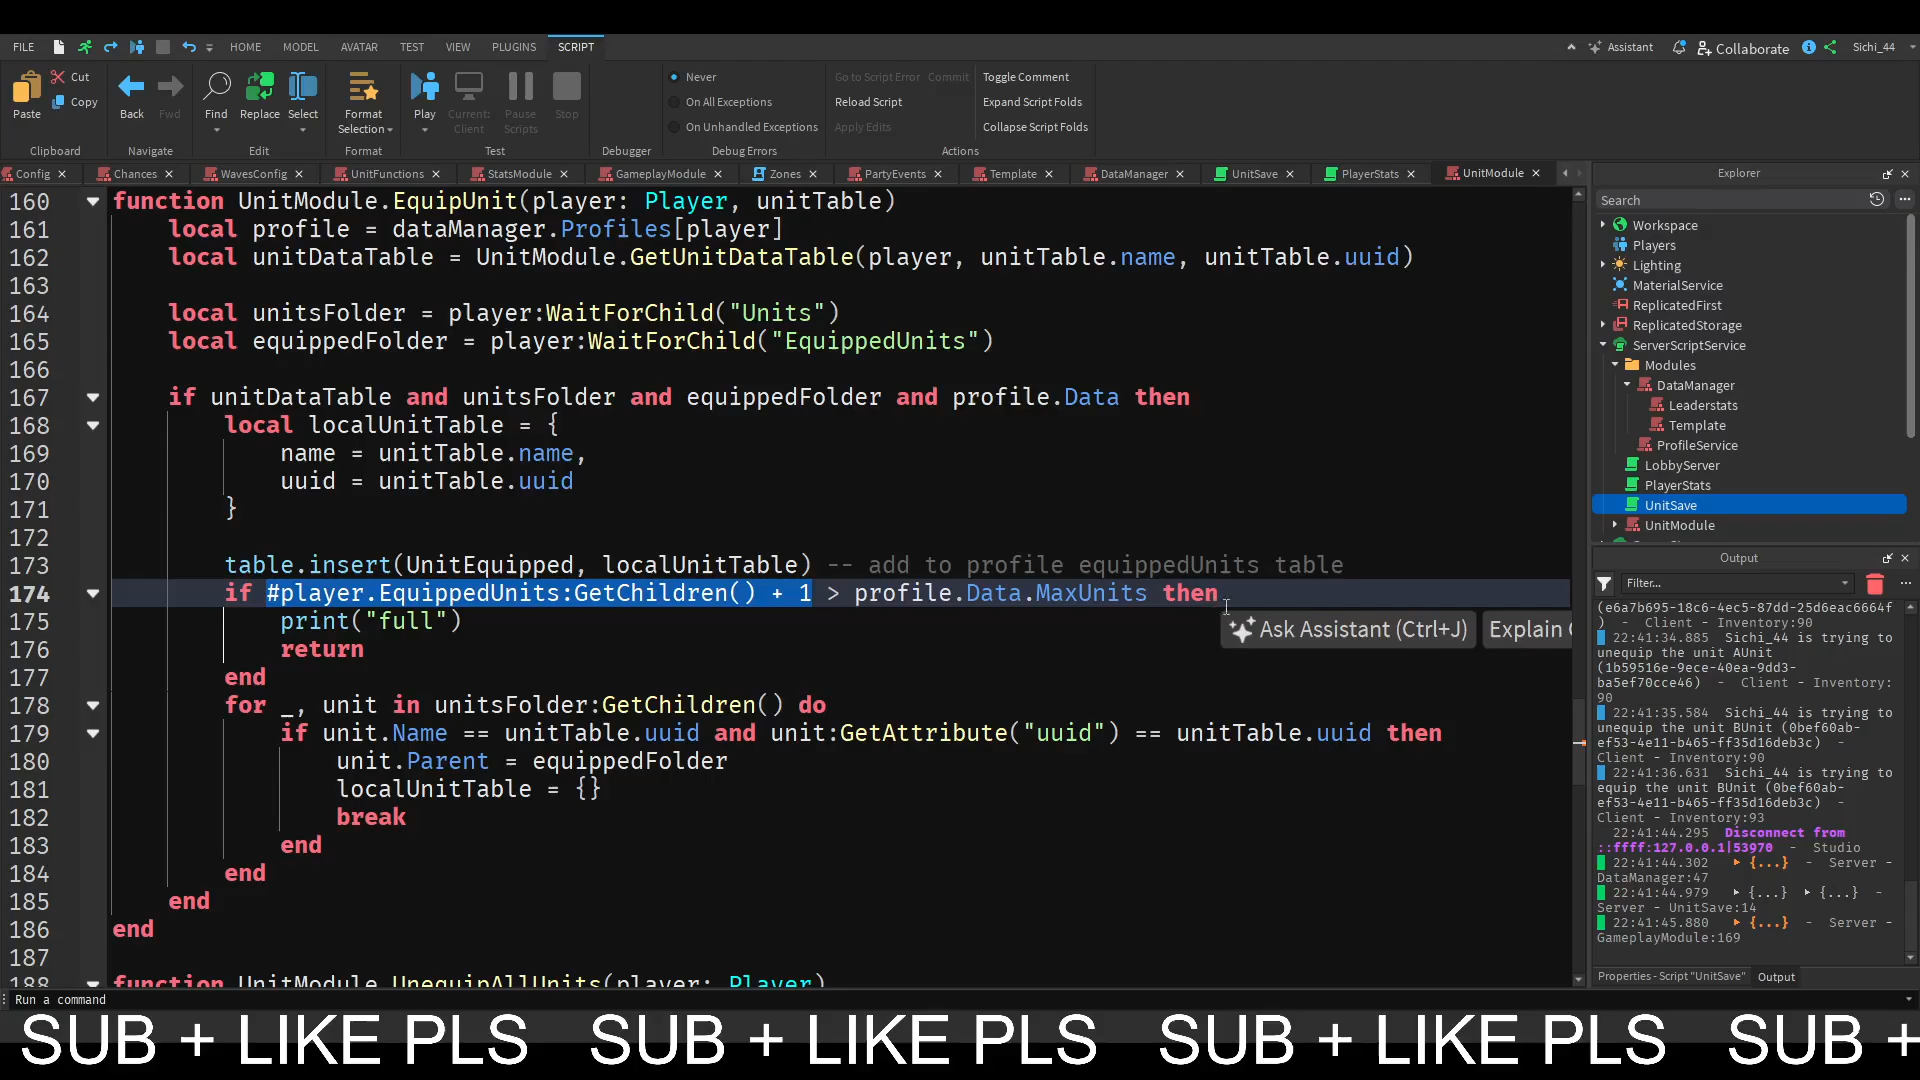 FILE HOME MODEL AVATAR TEST VIEW PLUGINS SCRIPT Assistant Collaborate Sichi_44
Paste Cut Copy Clipboard
Back Fwd Navigate
Find Replace Select Edit
Format Selection Format
Play Current: Client Pause Scripts Stop Test
Debugger
Never
On All Exceptions
On Unhandled Exceptions
Debug Errors
Go to Script Error Commit Toggle Comment
Reload Script Expand Script Folds
Apply Edits Collapse Script Folds
Actions
Config Chances WavesConfig UnitFunctions StatsModule GameplayModule Zones PartyEvents Template DataManager UnitSave PlayerStats UnitModule
160 function UnitModule.EquipUnit(player: Player, unitTable)
161 local profile = dataManager.Profiles[player]
162 local unitDataTable = UnitModule.GetUnitDataTable(player, unitTable.name, unitTable.uuid)
163
164 local unitsFolder = player:WaitForChild("Units")
165 local equippedFolder = player:WaitForChild("EquippedUnits")
166
167 if unitDataTable and unitsFolder and equippedFolder and profile.Data then
168 local localUnitTable = {
169 name = unitTable.name,
170 uuid = unitTable.uuid
171 }
172
173 table.insert(UnitEquipped, localUnitTable) -- add to profile equippedUnits table
174 if #player.EquippedUnits:GetChildren() + 1 > profile.Data.MaxUnits then
175 print("full")
176 return
177 end
178 for _, unit in unitsFolder:GetChildren() do
179 if unit.Name == unitTable.uuid and unit:GetAttribute("uuid") == unitTable.uuid then
180 unit.Parent = equippedFolder
181 localUnitTable = {}
182 break
183 end
184 end
185 end
186 end
187
188 function UnitModule.UnequipAllUnits(player: Player)
Ask Assistant (Ctrl+J) Explain
Explorer
Search
Workspace
Players
Lighting
MaterialService
ReplicatedFirst
ReplicatedStorage
ServerScriptService
Modules
DataManager
Leaderstats
Template
ProfileService
LobbyServer
PlayerStats
UnitSave
UnitModule
Output
Filter...
(e6a7b695-18c6-4ec5-87dd-25d6eac6664f
) - Client - Inventory:90
22:41:34.885 Sichi_44 is trying to
unequip the unit AUnit
(1b59516e-9ece-40ea-9dd3-
ba5ef70cce46) - Client - Inventory:
90
22:41:35.584 Sichi_44 is trying to
unequip the unit BUnit (0bef60ab-
ef53-4e11-b465-ff35d16deb3c) -
Client - Inventory:90
22:41:36.631 Sichi_44 is trying to
equip the unit BUnit (0bef60ab-
ef53-4e11-b465-ff35d16deb3c) -
Client - Inventory:93
22:41:44.295 Disconnect from
::ffff:127.0.0.1|53970 - Studio
22:41:44.302 {...} - Server -
DataManager:47
22:41:44.979 {...} {...} -
Server - UnitSave:14
22:41:45.880 {...} - Server -
GameplayModule:169
Properties - Script "UnitSave" Output
Run a command
SUB + LIKE PLS SUB + LIKE PLS SUB + LIKE PLS SUB +